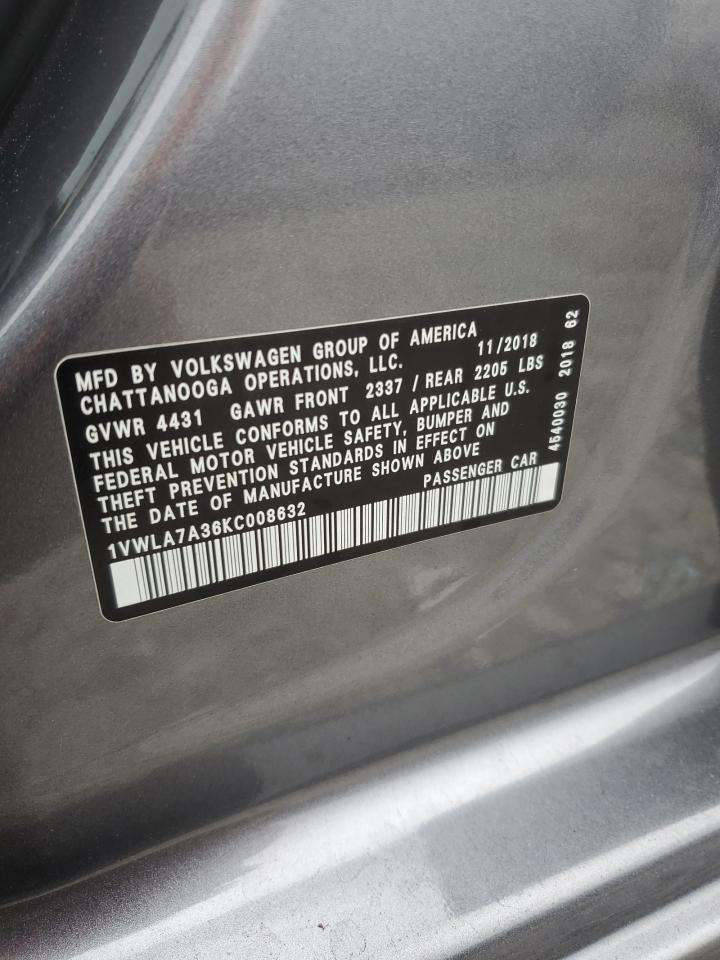 MFD BY VOLKSWAGEN GROUP OF AMERICA
CHATTANOOGA OPERATIONS, LLC. 11/2018
GVWR 4431 GAWR FRONT 2337 / REAR 2205 LBS
THIS VEHICLE CONFORMS TO ALL APPLICABLE U.S.
FEDERAL MOTOR VEHICLE SAFETY, BUMPER AND
THEFT PREVENTION STANDARDS IN EFFECT ON
THE DATE OF MANUFACTURE SHOWN ABOVE
1VWLA7A36KC008632 PASSENGER CAR
4540030 2018 62